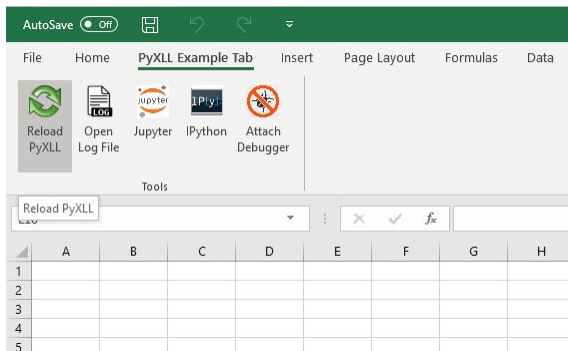 AutoSave Off
File Home PyXLL Example Tab Insert Page Layout Formulas Data
LOG jupyter IP[y]:
Reload PyXLL Open Log File Jupyter IPython Attach Debugger
Tools
Reload PyXLL
fx
A B C D E F G H
1
2
3
4
5